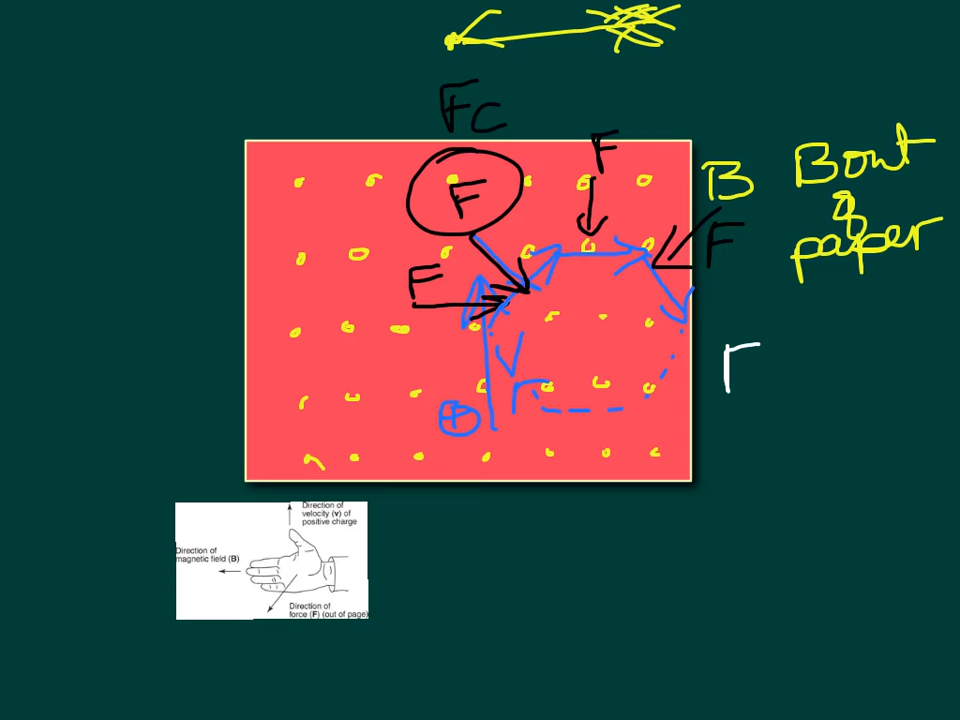 FC
F
F
B
B out
of
paper
F
F
V
+
r
Direction of
velocity (v) of
positive charge
Direction of
magnetic field (B)
Direction of
force (F) (out of page)